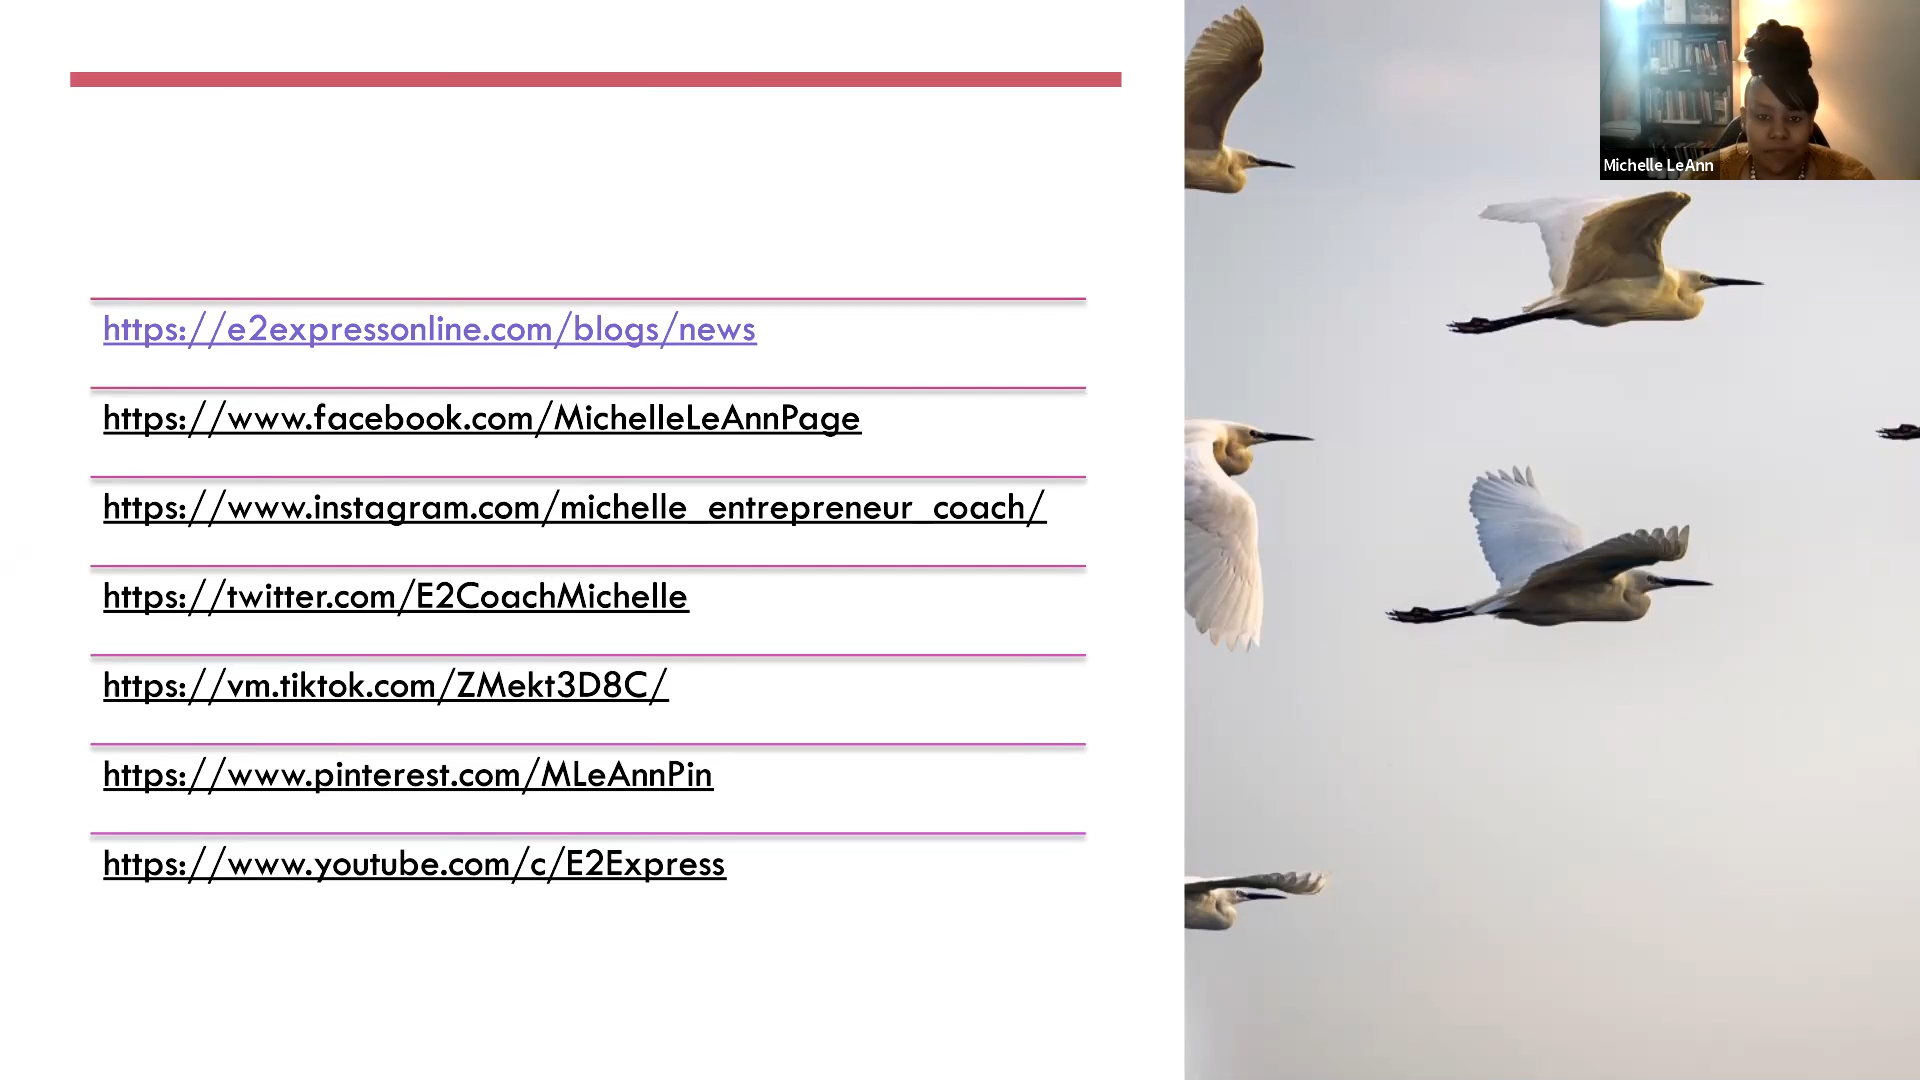 Michelle LeAnn
https://e2expressonline.com/blogs/news
https://www.facebook.com/MichelleLeAnnPage
https://www.instagram.com/michelle_entrepreneur_coach/
https://twitter.com/E2CoachMichelle
https://vm.tiktok.com/ZMekt3D8C/
https://www.pinterest.com/MLeAnnPin
https://www.youtube.com/c/E2Express